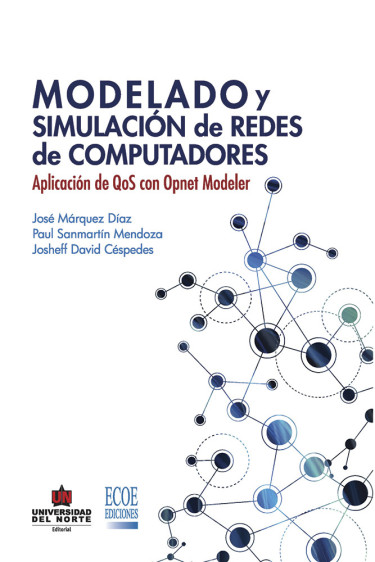 MODELADO y
SIMULACIÓN de REDES
de COMPUTADORES
Aplicación de QoS con Opnet Modeler
José Márquez Díaz
Paul Sanmartín Mendoza
Josheff David Céspedes
UN
UNIVERSIDAD
DEL NORTE
Editorial
ECOE
EDICIONES